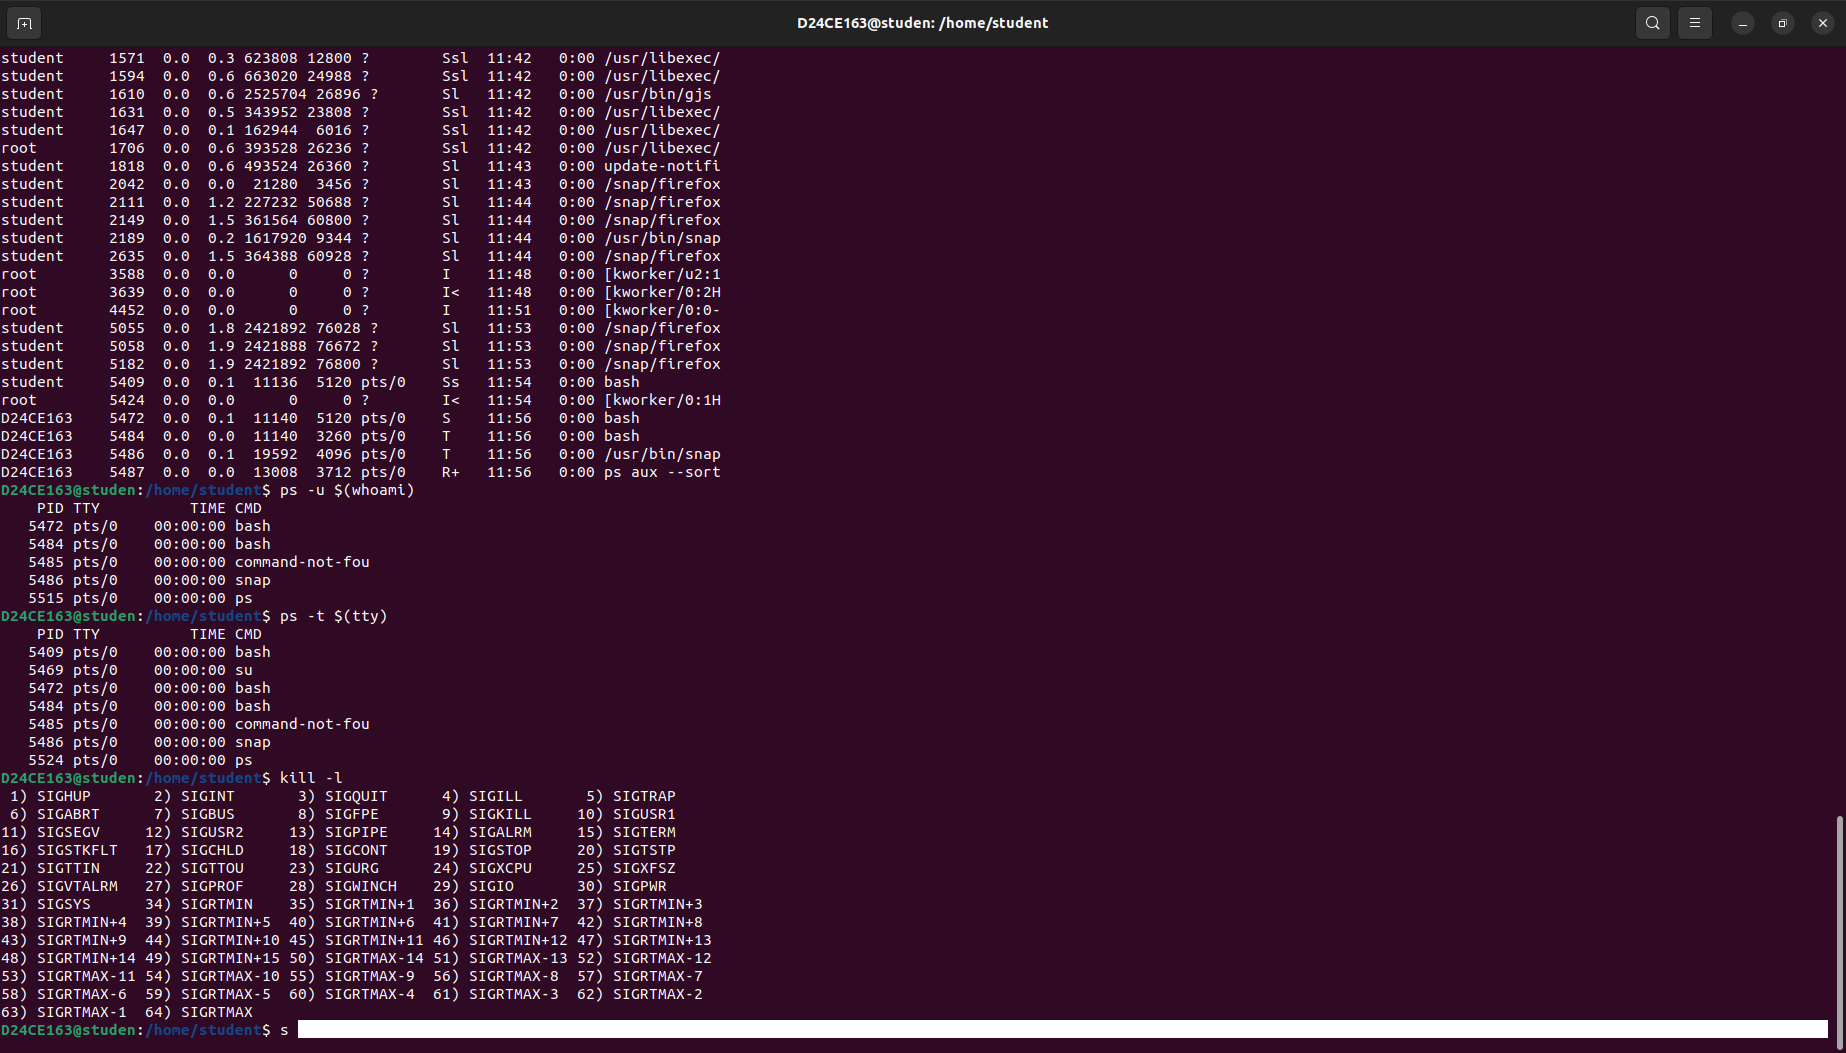 D24CE163@studen: /home/student
student     1571  0.0  0.3 623808 12800 ?        Ssl  11:42   0:00 /usr/libexec/
student     1594  0.0  0.6 663020 24988 ?        Ssl  11:42   0:00 /usr/libexec/
student     1610  0.0  0.6 2525704 26896 ?       Sl   11:42   0:00 /usr/bin/gjs
student     1631  0.0  0.5 343952 23808 ?        Ssl  11:42   0:00 /usr/libexec/
student     1647  0.0  0.1 162944  6016 ?        Ssl  11:42   0:00 /usr/libexec/
root        1706  0.0  0.6 393528 26236 ?        Ssl  11:42   0:00 /usr/libexec/
student     1818  0.0  0.6 493524 26360 ?        Sl   11:43   0:00 update-notifi
student     2042  0.0  0.0  21280  3456 ?        Sl   11:43   0:00 /snap/firefox
student     2111  0.0  1.2 227232 50688 ?        Sl   11:44   0:00 /snap/firefox
student     2149  0.0  1.5 361564 60800 ?        Sl   11:44   0:00 /snap/firefox
student     2189  0.0  0.2 1617920 9344 ?        Sl   11:44   0:00 /usr/bin/snap
student     2635  0.0  1.5 364388 60928 ?        Sl   11:44   0:00 /snap/firefox
root        3588  0.0  0.0      0     0 ?        I    11:48   0:00 [kworker/u2:1
root        3639  0.0  0.0      0     0 ?        I<   11:48   0:00 [kworker/0:2H
root        4452  0.0  0.0      0     0 ?        I    11:51   0:00 [kworker/0:0-
student     5055  0.0  1.8 2421892 76028 ?       Sl   11:53   0:00 /snap/firefox
student     5058  0.0  1.9 2421888 76672 ?       Sl   11:53   0:00 /snap/firefox
student     5182  0.0  1.9 2421892 76800 ?       Sl   11:53   0:00 /snap/firefox
student     5409  0.0  0.1  11136  5120 pts/0    Ss   11:54   0:00 bash
root        5424  0.0  0.0      0     0 ?        I<   11:54   0:00 [kworker/0:1H
D24CE163    5472  0.0  0.1  11140  5120 pts/0    S    11:56   0:00 bash
D24CE163    5484  0.0  0.0  11140  3260 pts/0    T    11:56   0:00 bash
D24CE163    5486  0.0  0.1  19592  4096 pts/0    T    11:56   0:00 /usr/bin/snap
D24CE163    5487  0.0  0.0  13008  3712 pts/0    R+   11:56   0:00 ps aux --sort
D24CE163@studen:/home/student$ ps -u $(whoami)
    PID TTY          TIME CMD
   5472 pts/0    00:00:00 bash
   5484 pts/0    00:00:00 bash
   5485 pts/0    00:00:00 command-not-fou
   5486 pts/0    00:00:00 snap
   5515 pts/0    00:00:00 ps
D24CE163@studen:/home/student$ ps -t $(tty)
    PID TTY          TIME CMD
   5409 pts/0    00:00:00 bash
   5469 pts/0    00:00:00 su
   5472 pts/0    00:00:00 bash
   5484 pts/0    00:00:00 bash
   5485 pts/0    00:00:00 command-not-fou
   5486 pts/0    00:00:00 snap
   5524 pts/0    00:00:00 ps
D24CE163@studen:/home/student$ kill -l
 1) SIGHUP       2) SIGINT       3) SIGQUIT      4) SIGILL       5) SIGTRAP
 6) SIGABRT      7) SIGBUS       8) SIGFPE       9) SIGKILL     10) SIGUSR1
11) SIGSEGV     12) SIGUSR2     13) SIGPIPE     14) SIGALRM     15) SIGTERM
16) SIGSTKFLT   17) SIGCHLD     18) SIGCONT     19) SIGSTOP     20) SIGTSTP
21) SIGTTIN     22) SIGTTOU     23) SIGURG      24) SIGXCPU     25) SIGXFSZ
26) SIGVTALRM   27) SIGPROF     28) SIGWINCH    29) SIGIO       30) SIGPWR
31) SIGSYS      34) SIGRTMIN    35) SIGRTMIN+1  36) SIGRTMIN+2  37) SIGRTMIN+3
38) SIGRTMIN+4  39) SIGRTMIN+5  40) SIGRTMIN+6  41) SIGRTMIN+7  42) SIGRTMIN+8
43) SIGRTMIN+9  44) SIGRTMIN+10 45) SIGRTMIN+11 46) SIGRTMIN+12 47) SIGRTMIN+13
48) SIGRTMIN+14 49) SIGRTMIN+15 50) SIGRTMAX-14 51) SIGRTMAX-13 52) SIGRTMAX-12
53) SIGRTMAX-11 54) SIGRTMAX-10 55) SIGRTMAX-9  56) SIGRTMAX-8  57) SIGRTMAX-7
58) SIGRTMAX-6  59) SIGRTMAX-5  60) SIGRTMAX-4  61) SIGRTMAX-3  62) SIGRTMAX-2
63) SIGRTMAX-1  64) SIGRTMAX
D24CE163@studen:/home/student$ s